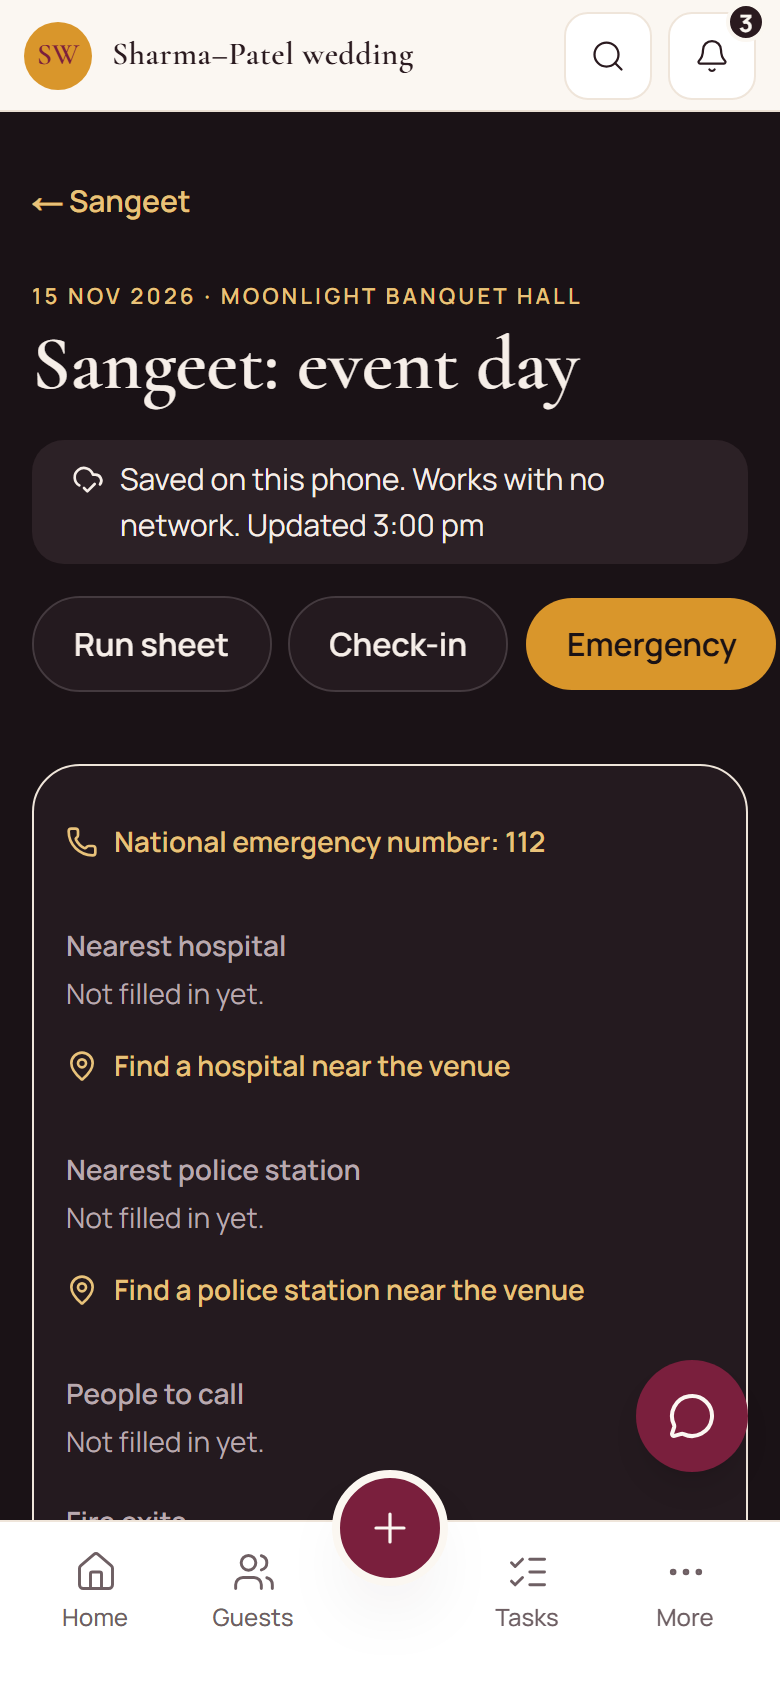 SW Sharma–Patel wedding 3
← Sangeet
15 NOV 2026 · MOONLIGHT BANQUET HALL
Sangeet: event day
Saved on this phone. Works with no
network. Updated 3:00 pm
Run sheet Check-in Emergency
National emergency number: 112
Nearest hospital
Not filled in yet.
Find a hospital near the venue
Nearest police station
Not filled in yet.
Find a police station near the venue
People to call
Not filled in yet.
Fire exits
Home Guests Tasks More